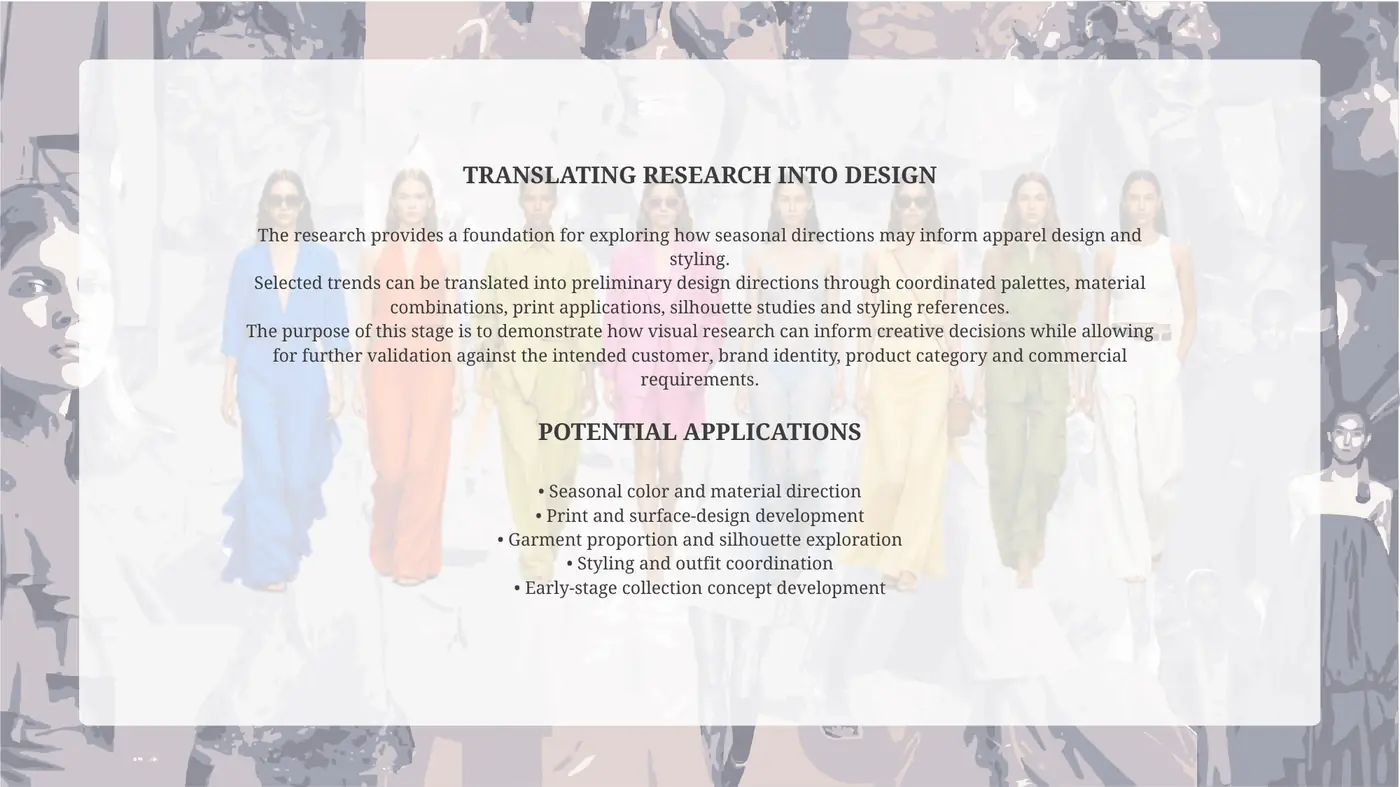 TRANSLATING RESEARCH INTO DESIGN
The research provides a foundation for exploring how seasonal directions may inform apparel design and
styling.
Selected trends can be translated into preliminary design directions through coordinated palettes, material
combinations, print applications, silhouette studies and styling references.
The purpose of this stage is to demonstrate how visual research can inform creative decisions while allowing
for further validation against the intended customer, brand identity, product category and commercial
requirements.
POTENTIAL APPLICATIONS
• Seasonal color and material direction
• Print and surface-design development
• Garment proportion and silhouette exploration
• Styling and outfit coordination
• Early-stage collection concept development